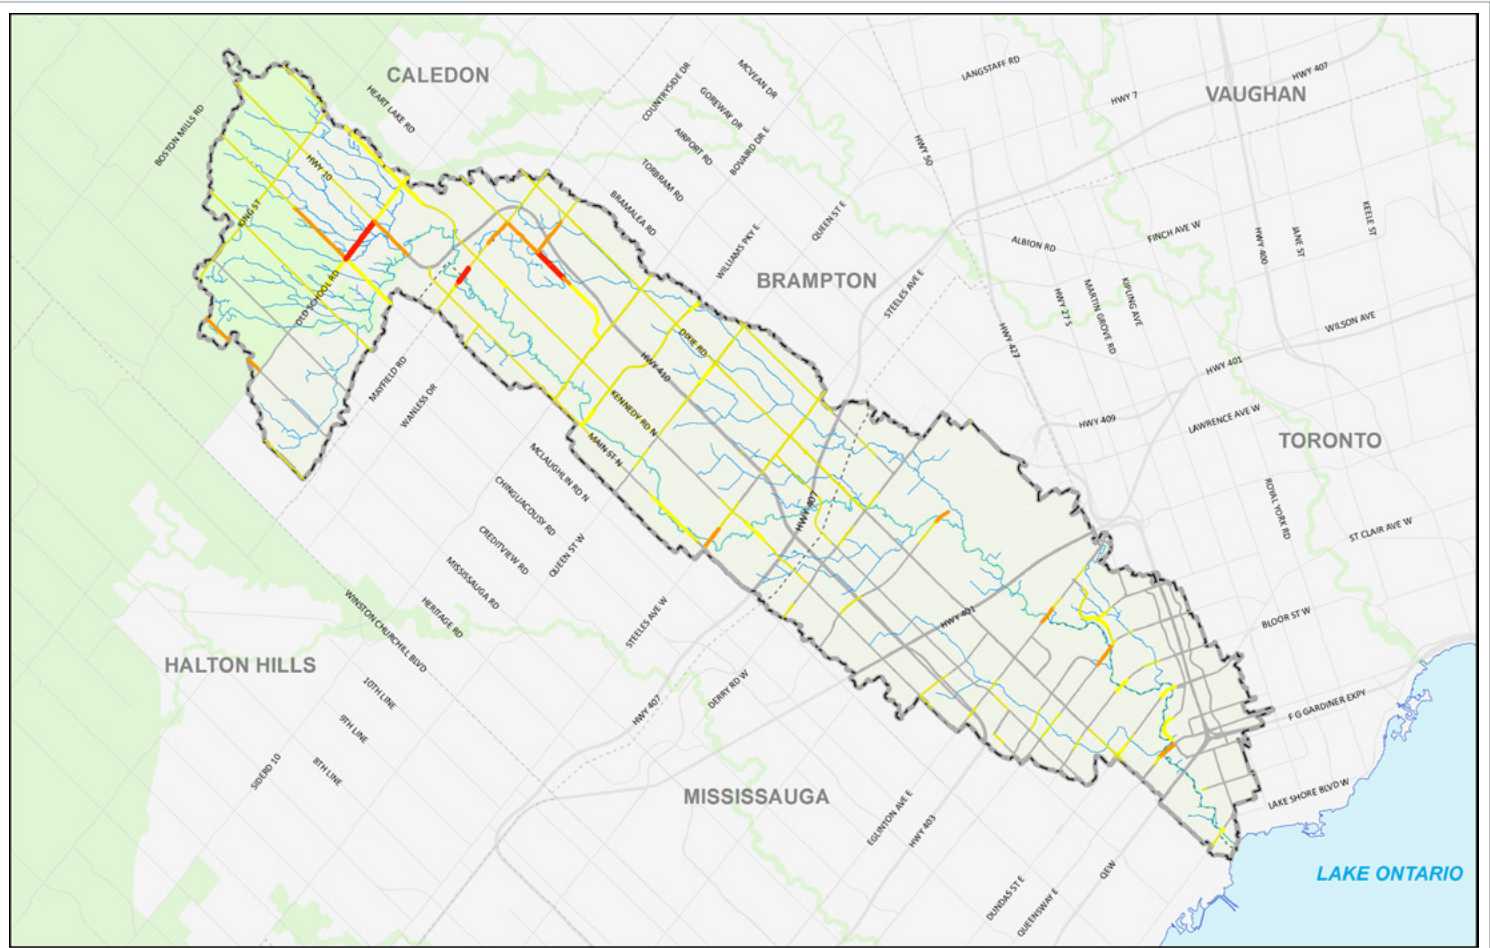 CALEDON
HEART LAKE RD
BOSTON MILLS RD
HWY 10
KING ST
OLD SCHOOL RD
COUNTRYSIDE DR
MCVEAN DR
GOREWAY DR
AIRPORT RD
BOVAIRD DR E
TORBRAM RD
BRAMALEA RD
WILLIAMS PKY E
QUEEN ST E
LANGSTAFF RD
HWY 7
VAUGHAN
HWY 407
HWY 50
ALBION RD
FINCH AVE W
HWY 400
JANE ST
KEELE ST
BRAMPTON
STEELES AVE E
HWY 27 S
MARTIN GROVE RD
KIPLING AVE
WILSON AVE
HWY 427
HWY 401
HWY 409
LAWRENCE AVE W
TORONTO
ROYAL YORK RD
ST CLAIR AVE W
MAYFIELD RD
WANLESS DR
DIXIE RD
HWY 410
KENNEDY RD N
MAIN ST N
MCLAUGHLIN RD N
CHINGUACOUSY RD
CREDITVIEW RD
QUEEN ST W
MISSISSAUGA RD
HERITAGE RD
WINSTON CHURCHILL BLVD
STEELES AVE W
HWY 407
HWY 401
BLOOR ST W
HALTON HILLS
10TH LINE
9TH LINE
8TH LINE
SIDERD 10
HWY 407
DERRY RD W
F G GARDINER EXPY
MISSISSAUGA
EGLINTON AVE E
HWY 403
LAKE SHORE BLVD W
DUNDAS ST E
QUEENSWAY E
QEW
LAKE ONTARIO